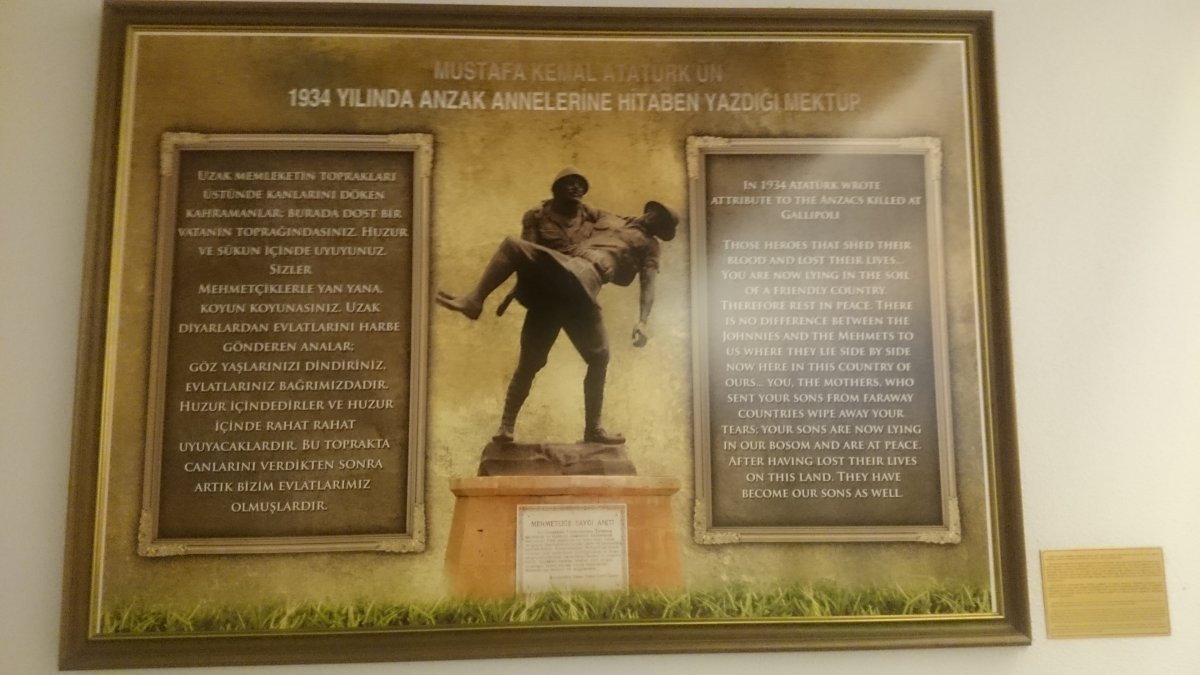 MUSTAFA KEMAL ATATÜRK'ÜN
1934 YILINDA ANZAK ANNELERİNE HİTABEN YAZDIĞI MEKTUP
UZAK MEMLEKETİN TOPRAKLARI
ÜSTÜNDE KANLARINI DÖKEN
KAHRAMANLAR; BURADA DOST BİR
VATANIN TOPRAĞINDASINIZ. HUZUR
VE SÜKUN İÇİNDE UYUYUNUZ.
SİZLER
MEHMETÇİKLERLE YAN YANA,
KOYUN KOYUNASINIZ. UZAK
DİYARLARDAN EVLATLARINI HARBE
GÖNDEREN ANALAR;
GÖZ YAŞLARINIZI DİNDİRİNİZ,
EVLATLARINIZ BAĞRIMIZDADIR.
HUZUR İÇİNDEDİRLER VE HUZUR
İÇİNDE RAHAT RAHAT
UYUYACAKLARDIR. BU TOPRAKTA
CANLARINI VERDİKTEN SONRA
ARTIK BİZİM EVLATLARIMIZ
OLMUŞLARDIR.
IN 1934 ATATÜRK WROTE
ATTRIBUTE TO THE ANZACS KILLED AT
GALLIPOLI
THOSE HEROES THAT SHED THEIR
BLOOD AND LOST THEIR LIVES...
YOU ARE NOW LYING IN THE SOIL
OF A FRIENDLY COUNTRY.
THEREFORE REST IN PEACE. THERE
IS NO DIFFERENCE BETWEEN THE
JOHNNIES AND THE MEHMETS TO
US WHERE THEY LIE SIDE BY SIDE
NOW HERE IN THIS COUNTRY OF
OURS... YOU, THE MOTHERS, WHO
SENT YOUR SONS FROM FARAWAY
COUNTRIES WIPE AWAY YOUR
TEARS; YOUR SONS ARE NOW LYING
IN OUR BOSOM AND ARE AT PEACE.
AFTER HAVING LOST THEIR LIVES
ON THIS LAND. THEY HAVE
BECOME OUR SONS AS WELL.
MEHMETÇİĞE SAYGI ANITI